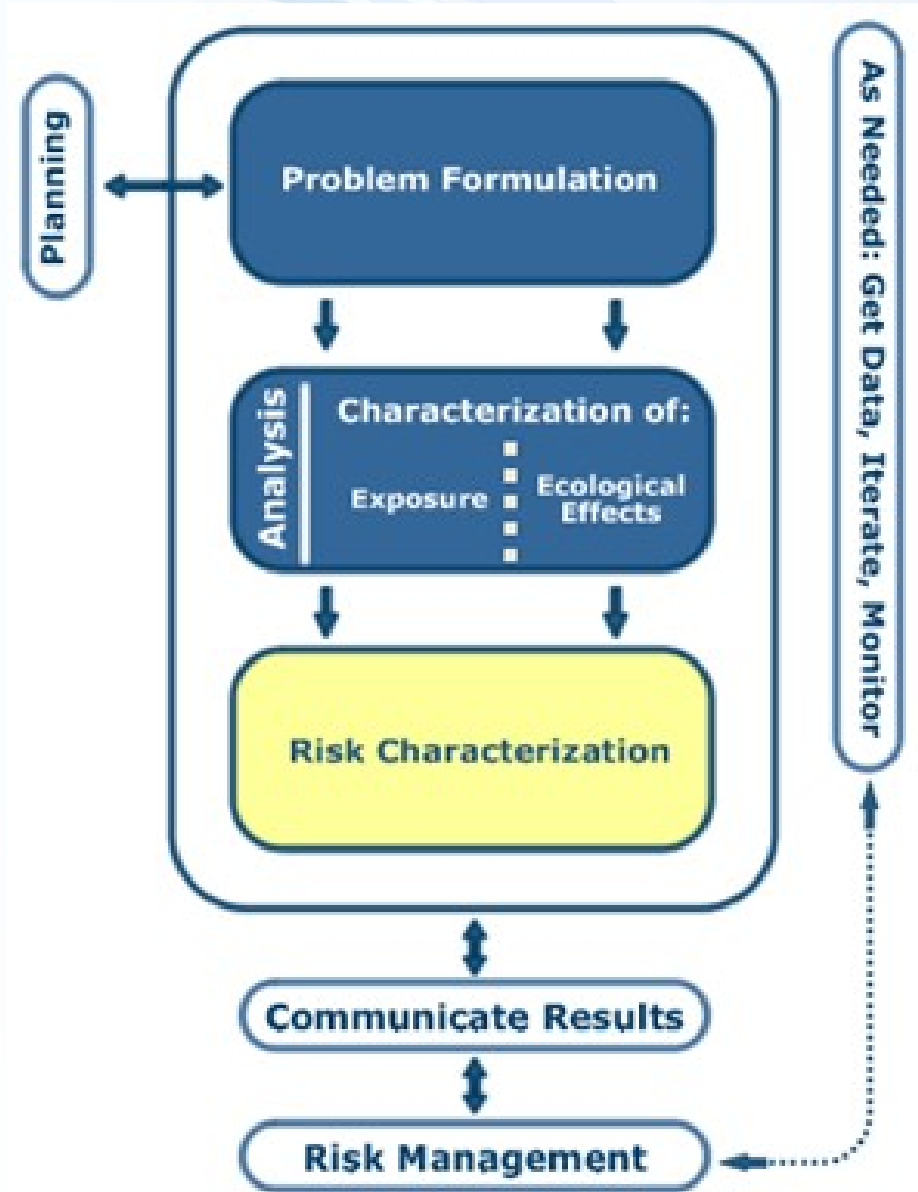 Planning
Problem Formulation
Analysis
Characterization of:
Exposure
Ecological
Effects
Risk Characterization
Communicate Results
Risk Management
As Needed: Get Data, Iterate, Monitor